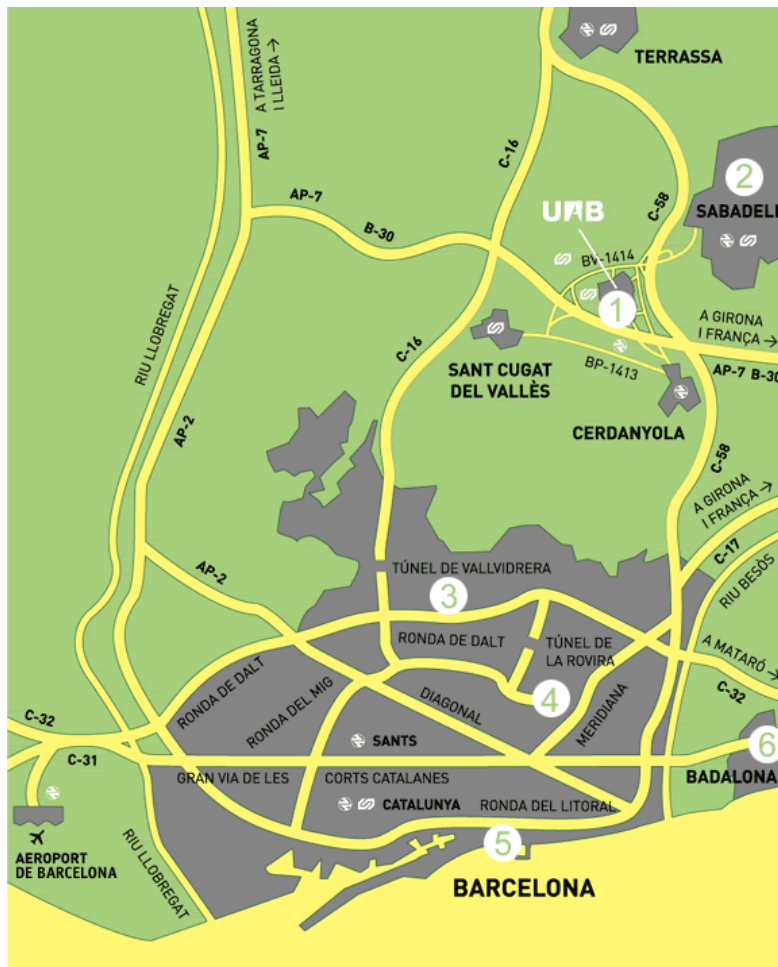 TERRASSA
A TARRAGONA
I LLEIDA →
AP-7
C-16
2
SABADELL
C-58
AP-7
B-30
UAB
BV-1414
1
RIU LLOBREGAT
A GIRONA
I FRANÇA →
C-16
SANT CUGAT
DEL VALLÈS
BP-1413
AP-7 B-30
CERDANYOLA
AP-2
C-58
A GIRONA
I FRANÇA →
C-17
AP-2
TÚNEL DE VALLVIDRERA
RIU BESÒS
3
RONDA DE DALT
TÚNEL DE
LA ROVIRA
A MATARÓ →
C-32
RONDA DE DALT
RONDA DEL MIG
DIAGONAL
4
MERIDIANA
C-32
SANTS
6
C-31
GRAN VIA DE LES CORTS CATALANES
BADALONA
CATALUNYA
RONDA DEL LITORAL
AEROPORT
DE BARCELONA
RIU LLOBREGAT
5
BARCELONA